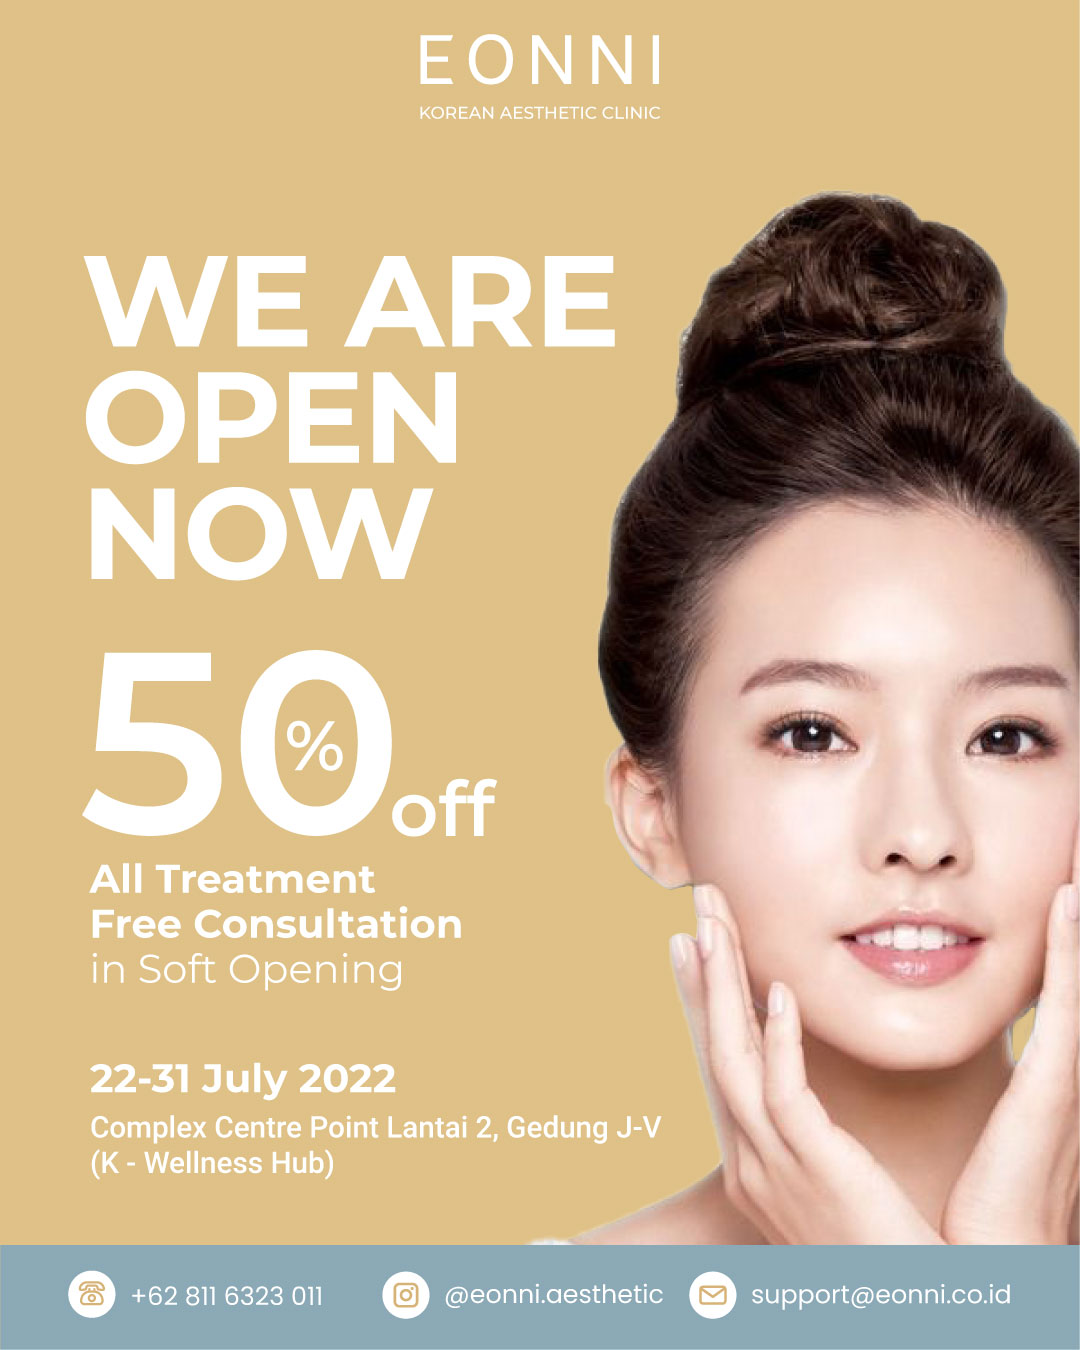 EONNI
KOREAN AESTHETIC CLINIC
WE ARE
OPEN
NOW
50% off
All Treatment
Free Consultation
in Soft Opening
22-31 July 2022
Complex Centre Point Lantai 2, Gedung J-V
(K - Wellness Hub)
+62 811 6323 011
@eonni.aesthetic
support@eonni.co.id